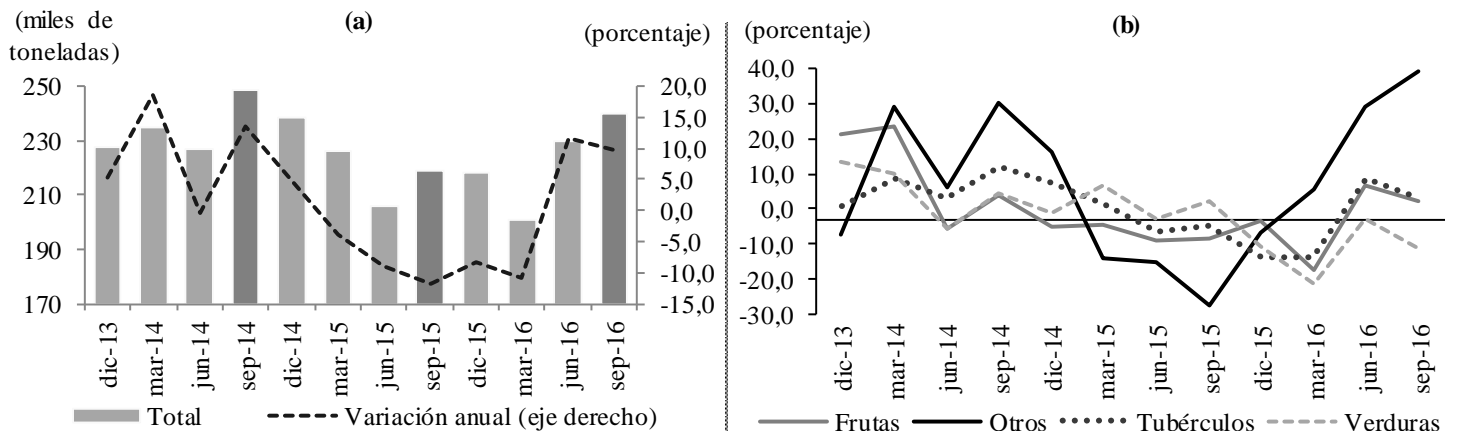 (miles de
toneladas)
(a)
(porcentaje)
250
230
210
190
170
20,0
15,0
10,0
5,0
0,0
-5,0
-10,0
-15,0
dic-13
mar-14
jun-14
sep-14
dic-14
mar-15
jun-15
sep-15
dic-15
mar-16
jun-16
sep-16
Total
Variación anual (eje derecho)
(porcentaje)
(b)
40,0
30,0
20,0
10,0
0,0
-10,0
-20,0
-30,0
dic-13
mar-14
jun-14
sep-14
dic-14
mar-15
jun-15
sep-15
dic-15
mar-16
jun-16
sep-16
Frutas
Otros
Tubérculos
Verduras